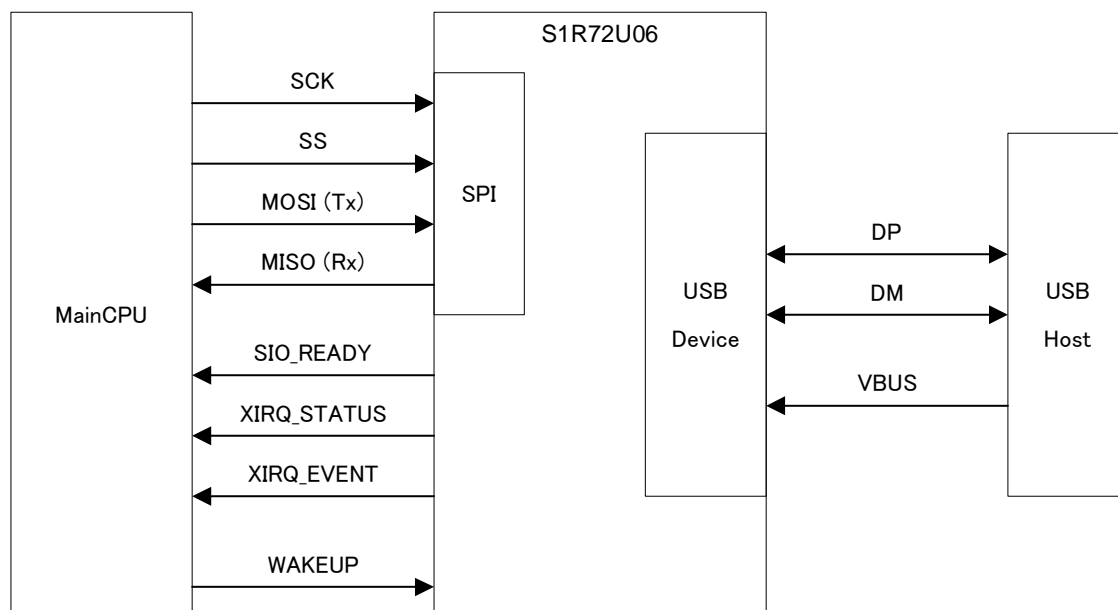 S1R72U06
SCK
SS
MOSI (Tx)
MISO (Rx)
SPI
MainCPU
SIO_READY
XIRQ_STATUS
XIRQ_EVENT
WAKEUP
USB
Device
DP
DM
VBUS
USB
Host